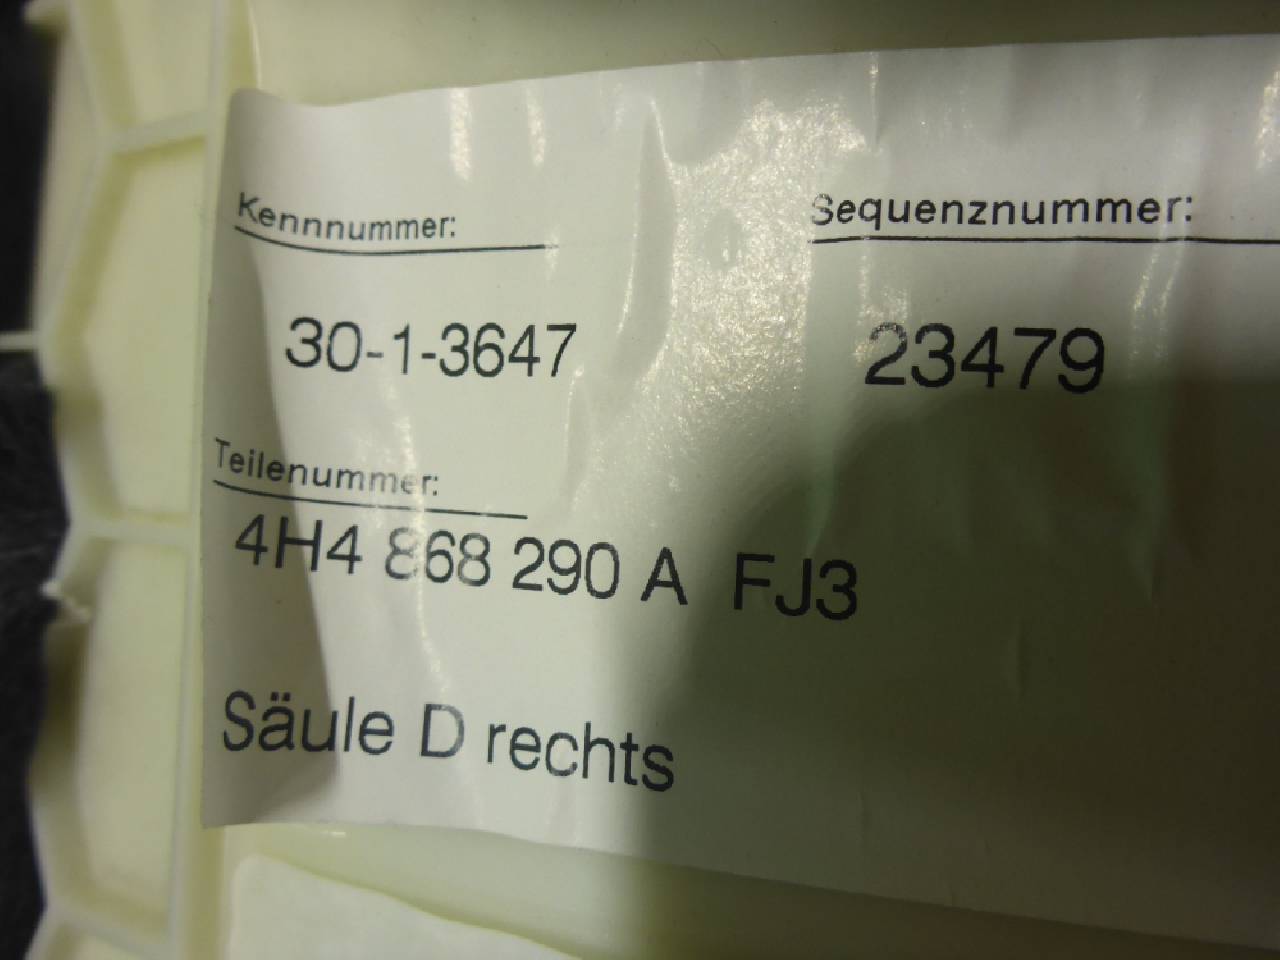 Kennnummer: Sequenznummer:
30-1-3647 23479
Teilenummer:
4H4 868 290 A FJ3
Säule D rechts